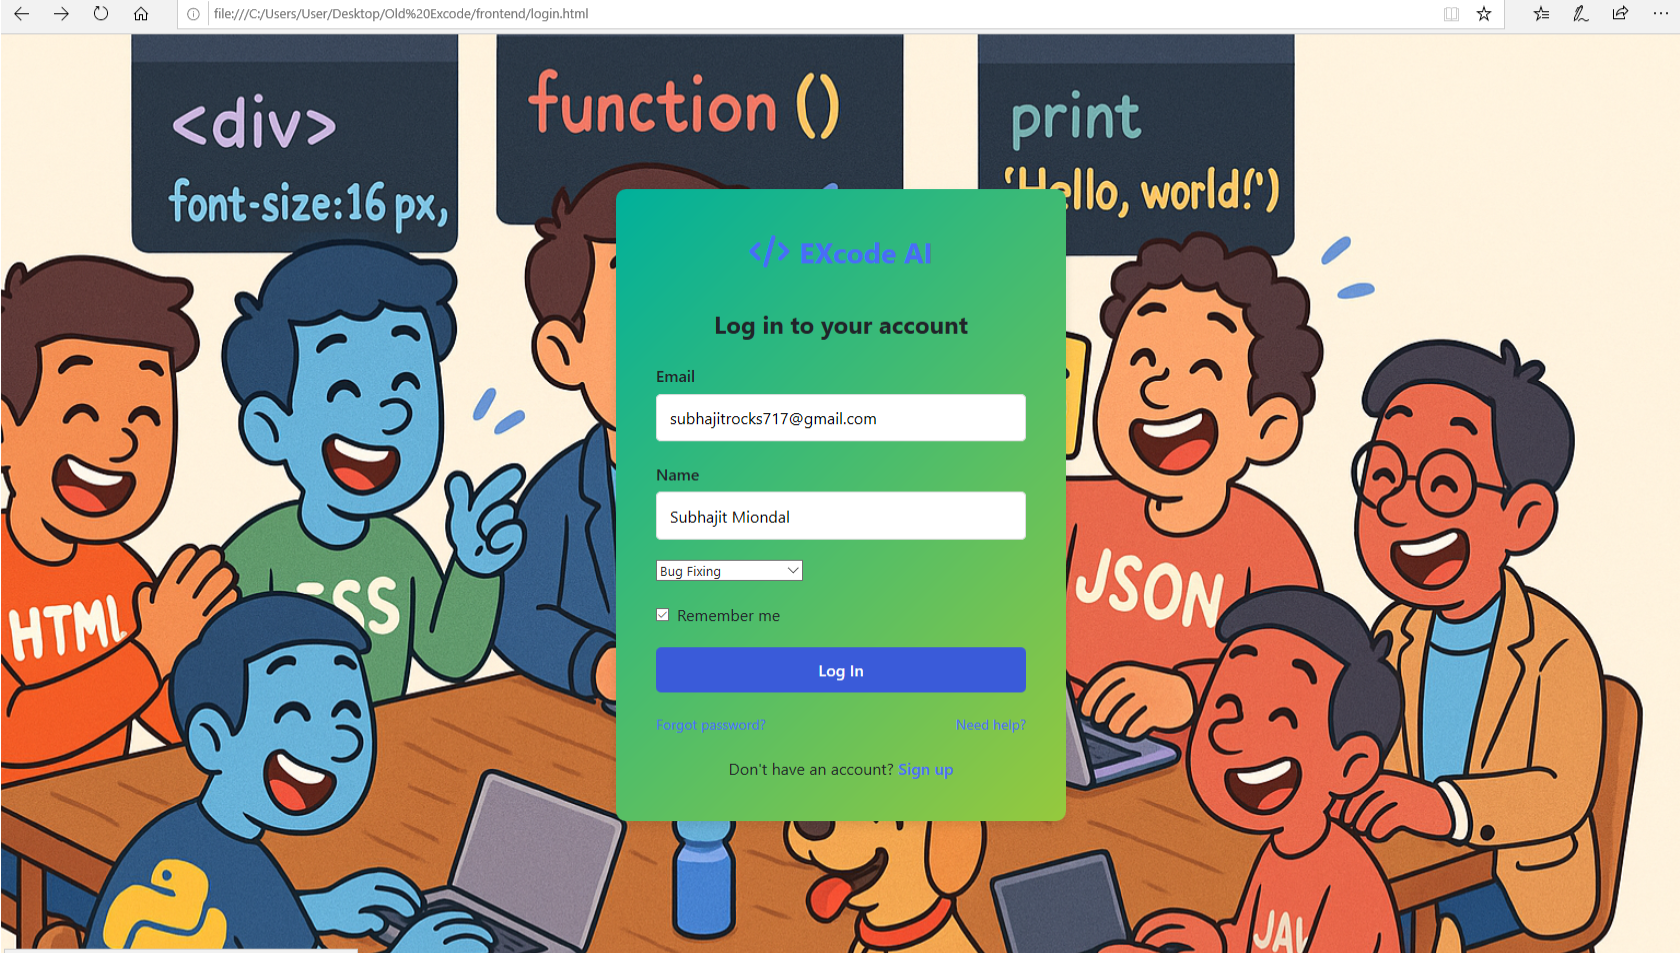 file:///C:/Users/User/Desktop/Old%20Excode/frontend/login.html
<div>
font-size:16 px,
function ()
print
‘Hello, world!')
</> EXcode AI
Log in to your account
Email
subhajitrocks717@gmail.com
Name
Subhajit Miondal
Bug Fixing
Remember me
Log In
Forgot password?
Need help?
Don't have an account? Sign up
HTML
JSON